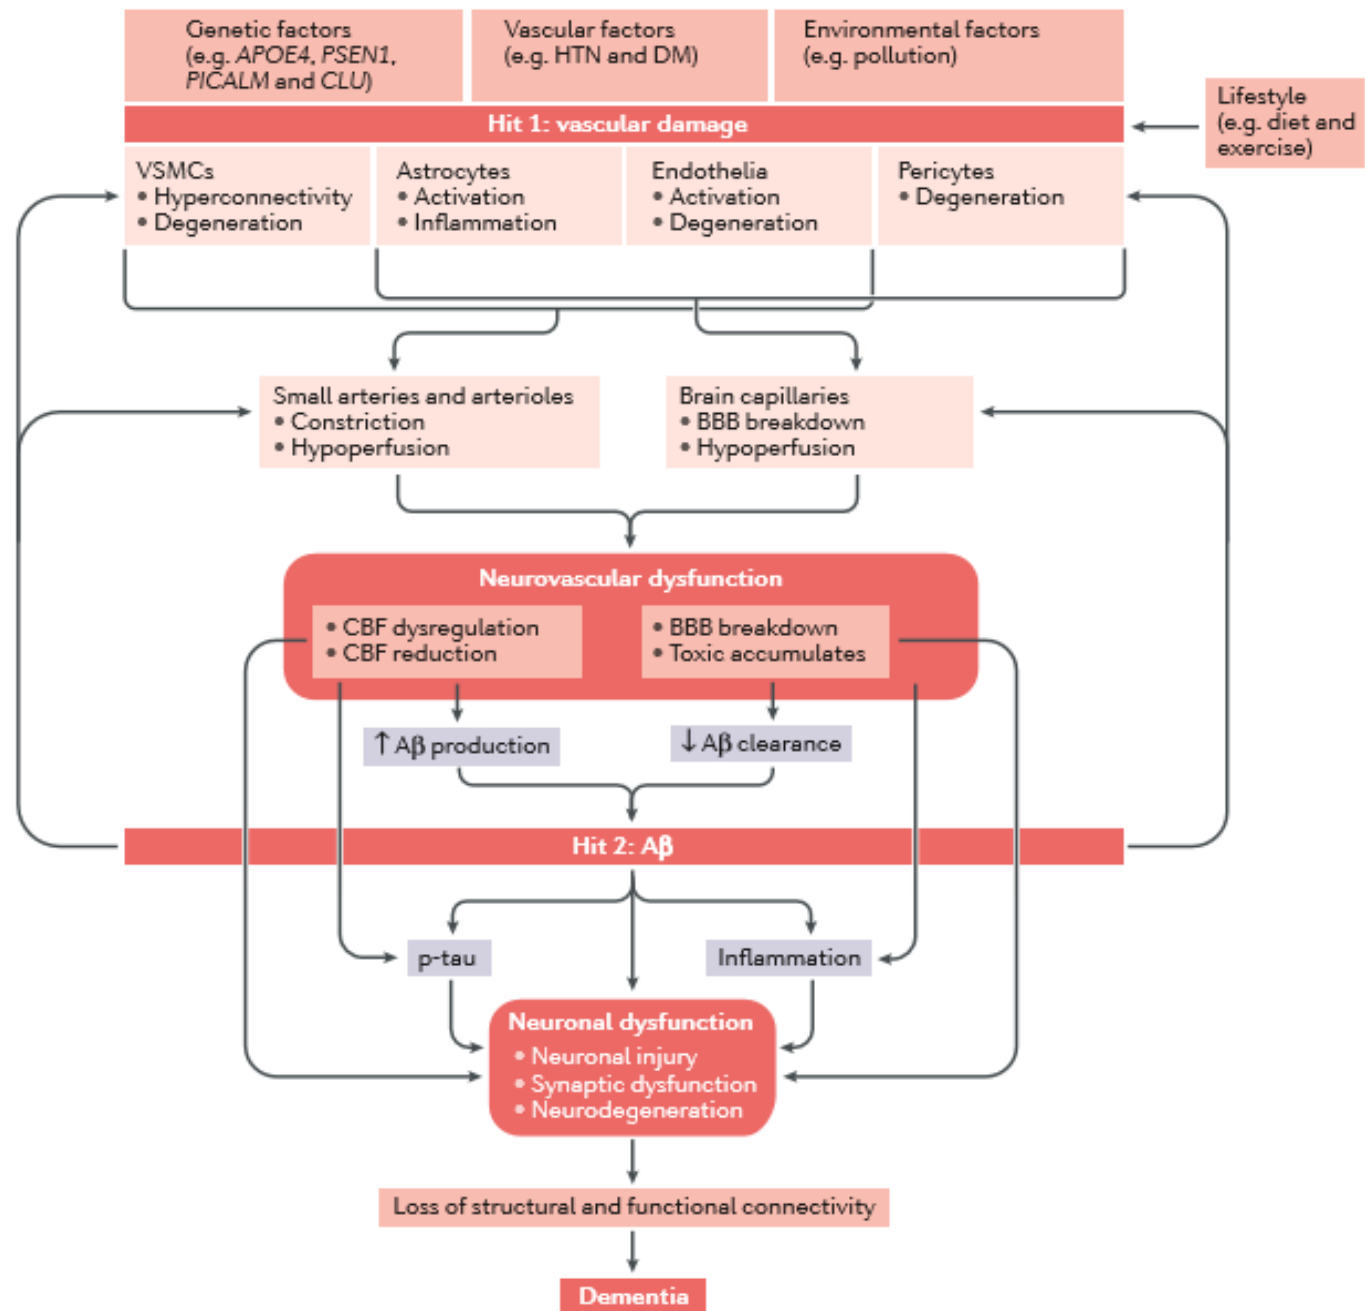 Genetic factors
(e.g. APOE4, PSEN1,
PICALM and CLU)
Vascular factors
(e.g. HTN and DM)
Environmental factors
(e.g. pollution)
Lifestyle
(e.g. diet and
exercise)
Hit 1: vascular damage
VSMCs
• Hyperconnectivity
• Degeneration
Astrocytes
• Activation
• Inflammation
Endothelia
• Activation
• Degeneration
Pericytes
• Degeneration
Small arteries and arterioles
• Constriction
• Hypoperfusion
Brain capillaries
• BBB breakdown
• Hypoperfusion
Neurovascular dysfunction
• CBF dysregulation
• CBF reduction
• BBB breakdown
• Toxic accumulates
↑ Aβ production
↓ Aβ clearance
Hit 2: Aβ
p-tau
Inflammation
Neuronal dysfunction
• Neuronal injury
• Synaptic dysfunction
• Neurodegeneration
Loss of structural and functional connectivity
Dementia